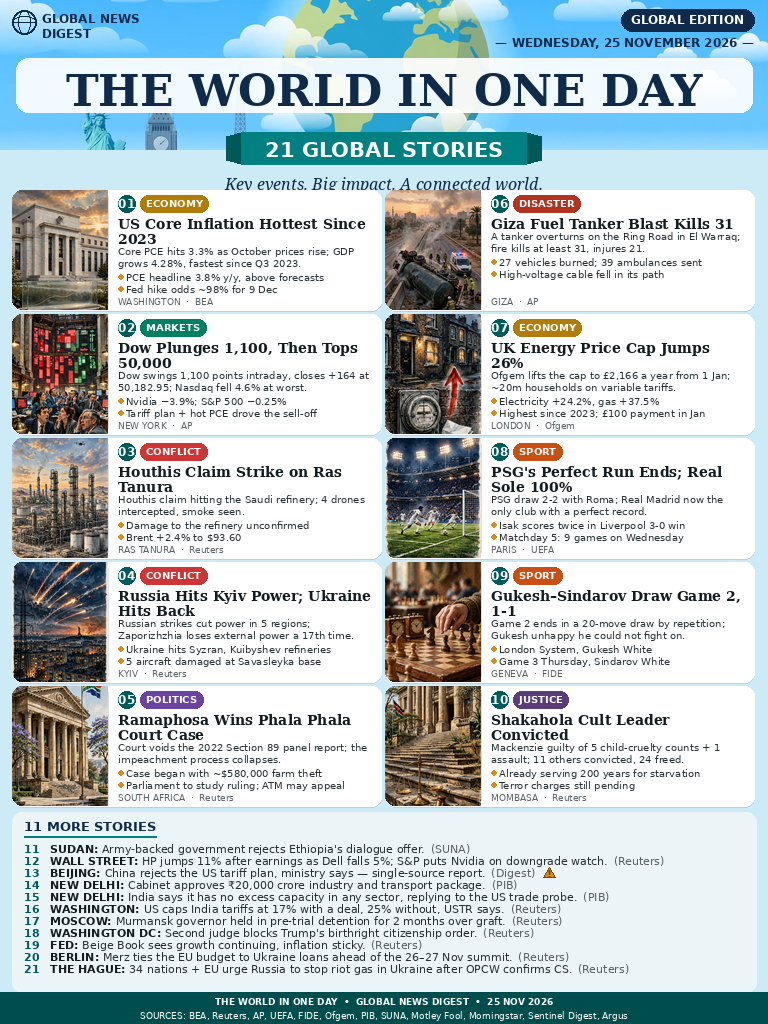 GLOBAL NEWS
DIGEST
GLOBAL EDITION
— WEDNESDAY, 25 NOVEMBER 2026 —
THE WORLD IN ONE DAY
21 GLOBAL STORIES
Key events. Big impact. A connected world.
01 ECONOMY
US Core Inflation Hottest Since
2023
Core PCE hits 3.3% as October prices rise; GDP
grows 4.28%, fastest since Q3 2023.
◆PCE headline 3.8% y/y, above forecasts
◆Fed hike odds ~98% for 9 Dec
WASHINGTON · BEA
02 MARKETS
Dow Plunges 1,100, Then Tops
50,000
Dow swings 1,100 points intraday, closes +164 at
50,182.95; Nasdaq fell 4.6% at worst.
◆Nvidia −3.9%; S&P 500 −0.25%
◆Tariff plan + hot PCE drove the sell-off
NEW YORK · AP
03 CONFLICT
Houthis Claim Strike on Ras
Tanura
Houthis claim hitting the Saudi refinery; 4 drones
intercepted, smoke seen.
◆Damage to the refinery unconfirmed
◆Brent +2.4% to $93.60
RAS TANURA · Reuters
04 CONFLICT
Russia Hits Kyiv Power; Ukraine
Hits Back
Russian strikes cut power in 5 regions;
Zaporizhzhia loses external power a 17th time.
◆Ukraine hits Syzran, Kuibyshev refineries
◆5 aircraft damaged at Savasleyka base
KYIV · Reuters
05 POLITICS
Ramaphosa Wins Phala Phala
Court Case
Court voids the 2022 Section 89 panel report; the
impeachment process collapses.
◆Case began with ~$580,000 farm theft
◆Parliament to study ruling; ATM may appeal
SOUTH AFRICA · Reuters
06 DISASTER
Giza Fuel Tanker Blast Kills 31
A tanker overturns on the Ring Road in El Warraq;
fire kills at least 31, injures 21.
◆27 vehicles burned; 39 ambulances sent
◆High-voltage cable fell in its path
GIZA · AP
07 ECONOMY
UK Energy Price Cap Jumps
26%
Ofgem lifts the cap to £2,166 a year from 1 Jan;
~20m households on variable tariffs.
◆Electricity +24.2%, gas +37.5%
◆Highest since 2023; £100 payment in Jan
LONDON · Ofgem
08 SPORT
PSG's Perfect Run Ends; Real
Sole 100%
PSG draw 2-2 with Roma; Real Madrid now the
only club with a perfect record.
◆Isak scores twice in Liverpool 3-0 win
◆Matchday 5: 9 games on Wednesday
PARIS · UEFA
09 SPORT
Gukesh–Sindarov Draw Game 2,
1-1
Game 2 ends in a 20-move draw by repetition;
Gukesh unhappy he could not fight on.
◆London System, Gukesh White
◆Game 3 Thursday, Sindarov White
GENEVA · FIDE
10 JUSTICE
Shakahola Cult Leader
Convicted
Mackenzie guilty of 5 child-cruelty counts + 1
assault; 11 others convicted, 24 freed.
◆Already serving 200 years for starvation
◆Terror charges still pending
MOMBASA · Reuters
11 MORE STORIES
11 SUDAN: Army-backed government rejects Ethiopia's dialogue offer. (SUNA)
12 WALL STREET: HP jumps 11% after earnings as Dell falls 5%; S&P puts Nvidia on downgrade watch. (Reuters)
13 BEIJING: China rejects the US tariff plan, ministry says — single-source report. (Digest) ⚠
14 NEW DELHI: Cabinet approves ₹20,000 crore industry and transport package. (PIB)
15 NEW DELHI: India says it has no excess capacity in any sector, replying to the US trade probe. (PIB)
16 WASHINGTON: US caps India tariffs at 17% with a deal, 25% without, USTR says. (Reuters)
17 MOSCOW: Murmansk governor held in pre-trial detention for 2 months over graft. (Reuters)
18 WASHINGTON DC: Second judge blocks Trump's birthright citizenship order. (Reuters)
19 FED: Beige Book sees growth continuing, inflation sticky. (Reuters)
20 BERLIN: Merz ties the EU budget to Ukraine loans ahead of the 26–27 Nov summit. (Reuters)
21 THE HAGUE: 34 nations + EU urge Russia to stop riot gas in Ukraine after OPCW confirms CS. (Reuters)
THE WORLD IN ONE DAY • GLOBAL NEWS DIGEST • 25 NOV 2026
SOURCES: BEA, Reuters, AP, UEFA, FIDE, Ofgem, PIB, SUNA, Motley Fool, Morningstar, Sentinel Digest, Argus